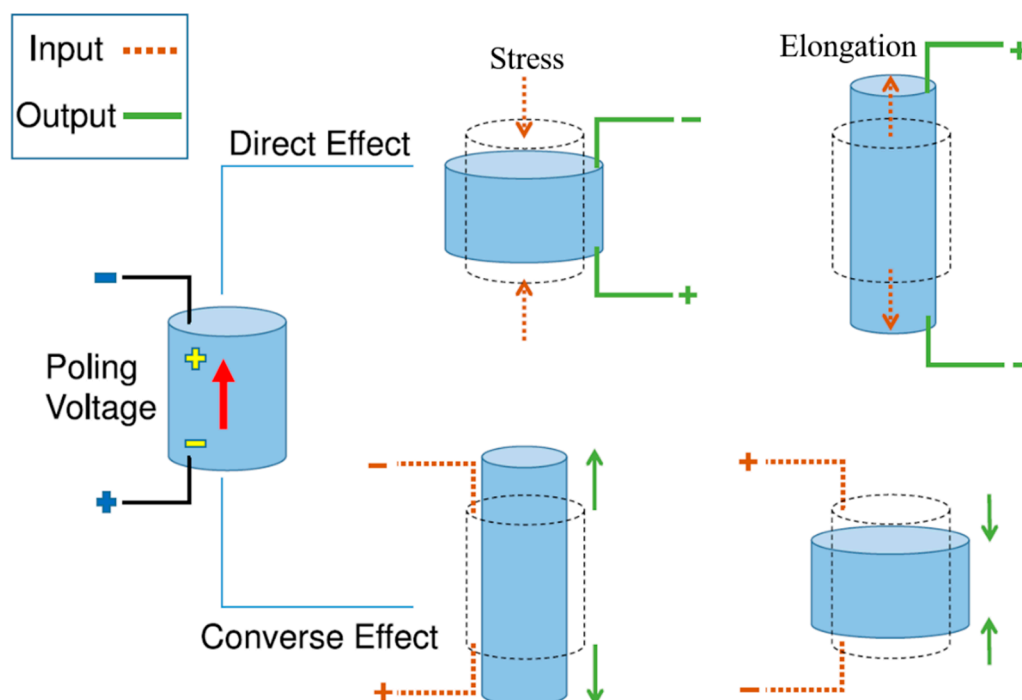 Input
Output
Stress
Elongation
+
Direct Effect
−
−
+
+
Poling
Voltage
−
+
−
−
+
Converse Effect
+
−